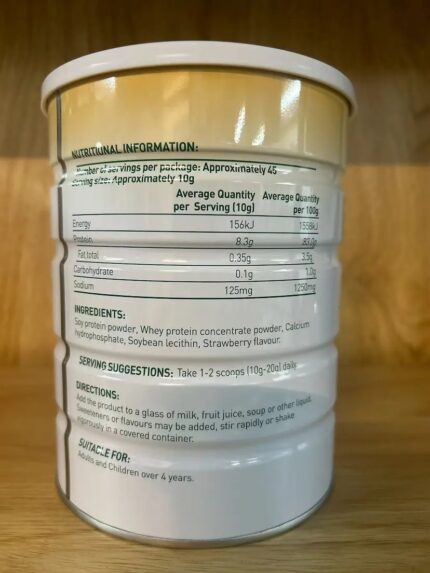 NUTRITIONAL INFORMATION:
Number of servings per package: Approximately 45
Serving size: Approximately 10g
Average Quantity per Serving (10g) Average Quantity per 100g
Energy 156kJ 1558kJ
Protein 8.3g 83.0g
Fat,total 0.35g 3.5g
Carbohydrate 0.1g 1.0g
Sodium 125mg 1250mg
INGREDIENTS:
Soy protein powder, Whey protein concentrate powder, Calcium
hydrophosphate, Soybean lecithin, Strawberry flavour.
SERVING SUGGESTIONS: Take 1-2 scoops (10g-20g) daily
DIRECTIONS:
Add the product to a glass of milk, fruit juice, soup or other liquid.
Sweeteners or flavours may be added, stir rapidly or shake
vigorously in a covered container.
SUITABLE FOR:
Adults and Children over 4 years.